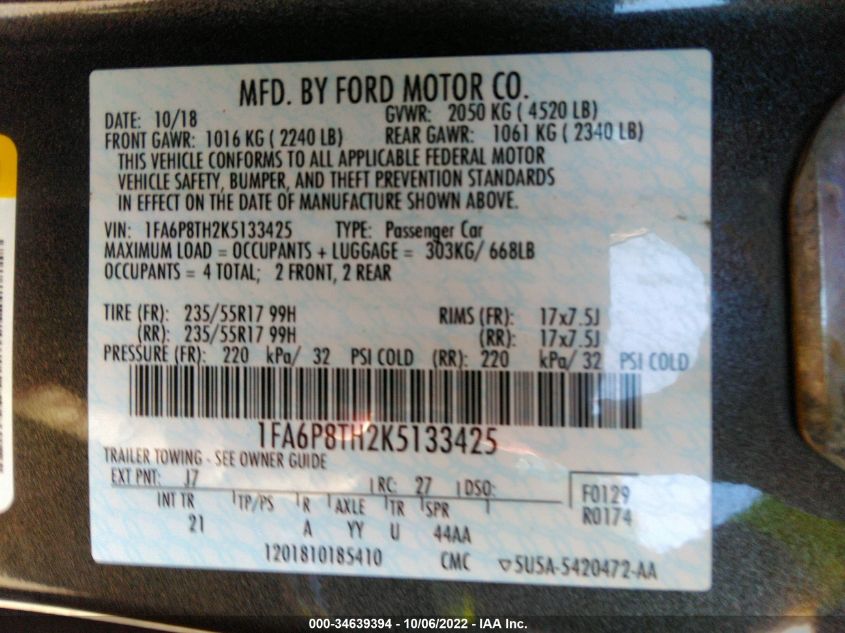 MFD. BY FORD MOTOR CO.
DATE: 10/18 GVWR: 2050 KG ( 4520 LB)
FRONT GAWR: 1016 KG ( 2240 LB) REAR GAWR: 1061 KG ( 2340 LB)
THIS VEHICLE CONFORMS TO ALL APPLICABLE FEDERAL MOTOR
VEHICLE SAFETY, BUMPER, AND THEFT PREVENTION STANDARDS
IN EFFECT ON THE DATE OF MANUFACTURE SHOWN ABOVE.
VIN: 1FA6P8TH2K5133425 TYPE: Passenger Car
MAXIMUM LOAD = OCCUPANTS + LUGGAGE = 303KG/ 668LB
OCCUPANTS = 4 TOTAL; 2 FRONT, 2 REAR
TIRE (FR): 235/55R17 99H RIMS (FR): 17x7.5J
(RR): 235/55R17 99H (RR): 17x7.5J
PRESSURE (FR): 220 kPa/ 32 PSI COLD (RR): 220 kPa/ 32 PSI COLD
1FA6P8TH2K5133425
TRAILER TOWING - SEE OWNER GUIDE
EXT PNT: J7 RC: 27 DSO: F0129
INT TR TP/PS R AXLE TR SPR R0174
21 A YY U 44AA
1201810185410 CMC ▽5U5A-5420472-AA
000-34639394 - 10/06/2022 - IAA Inc.